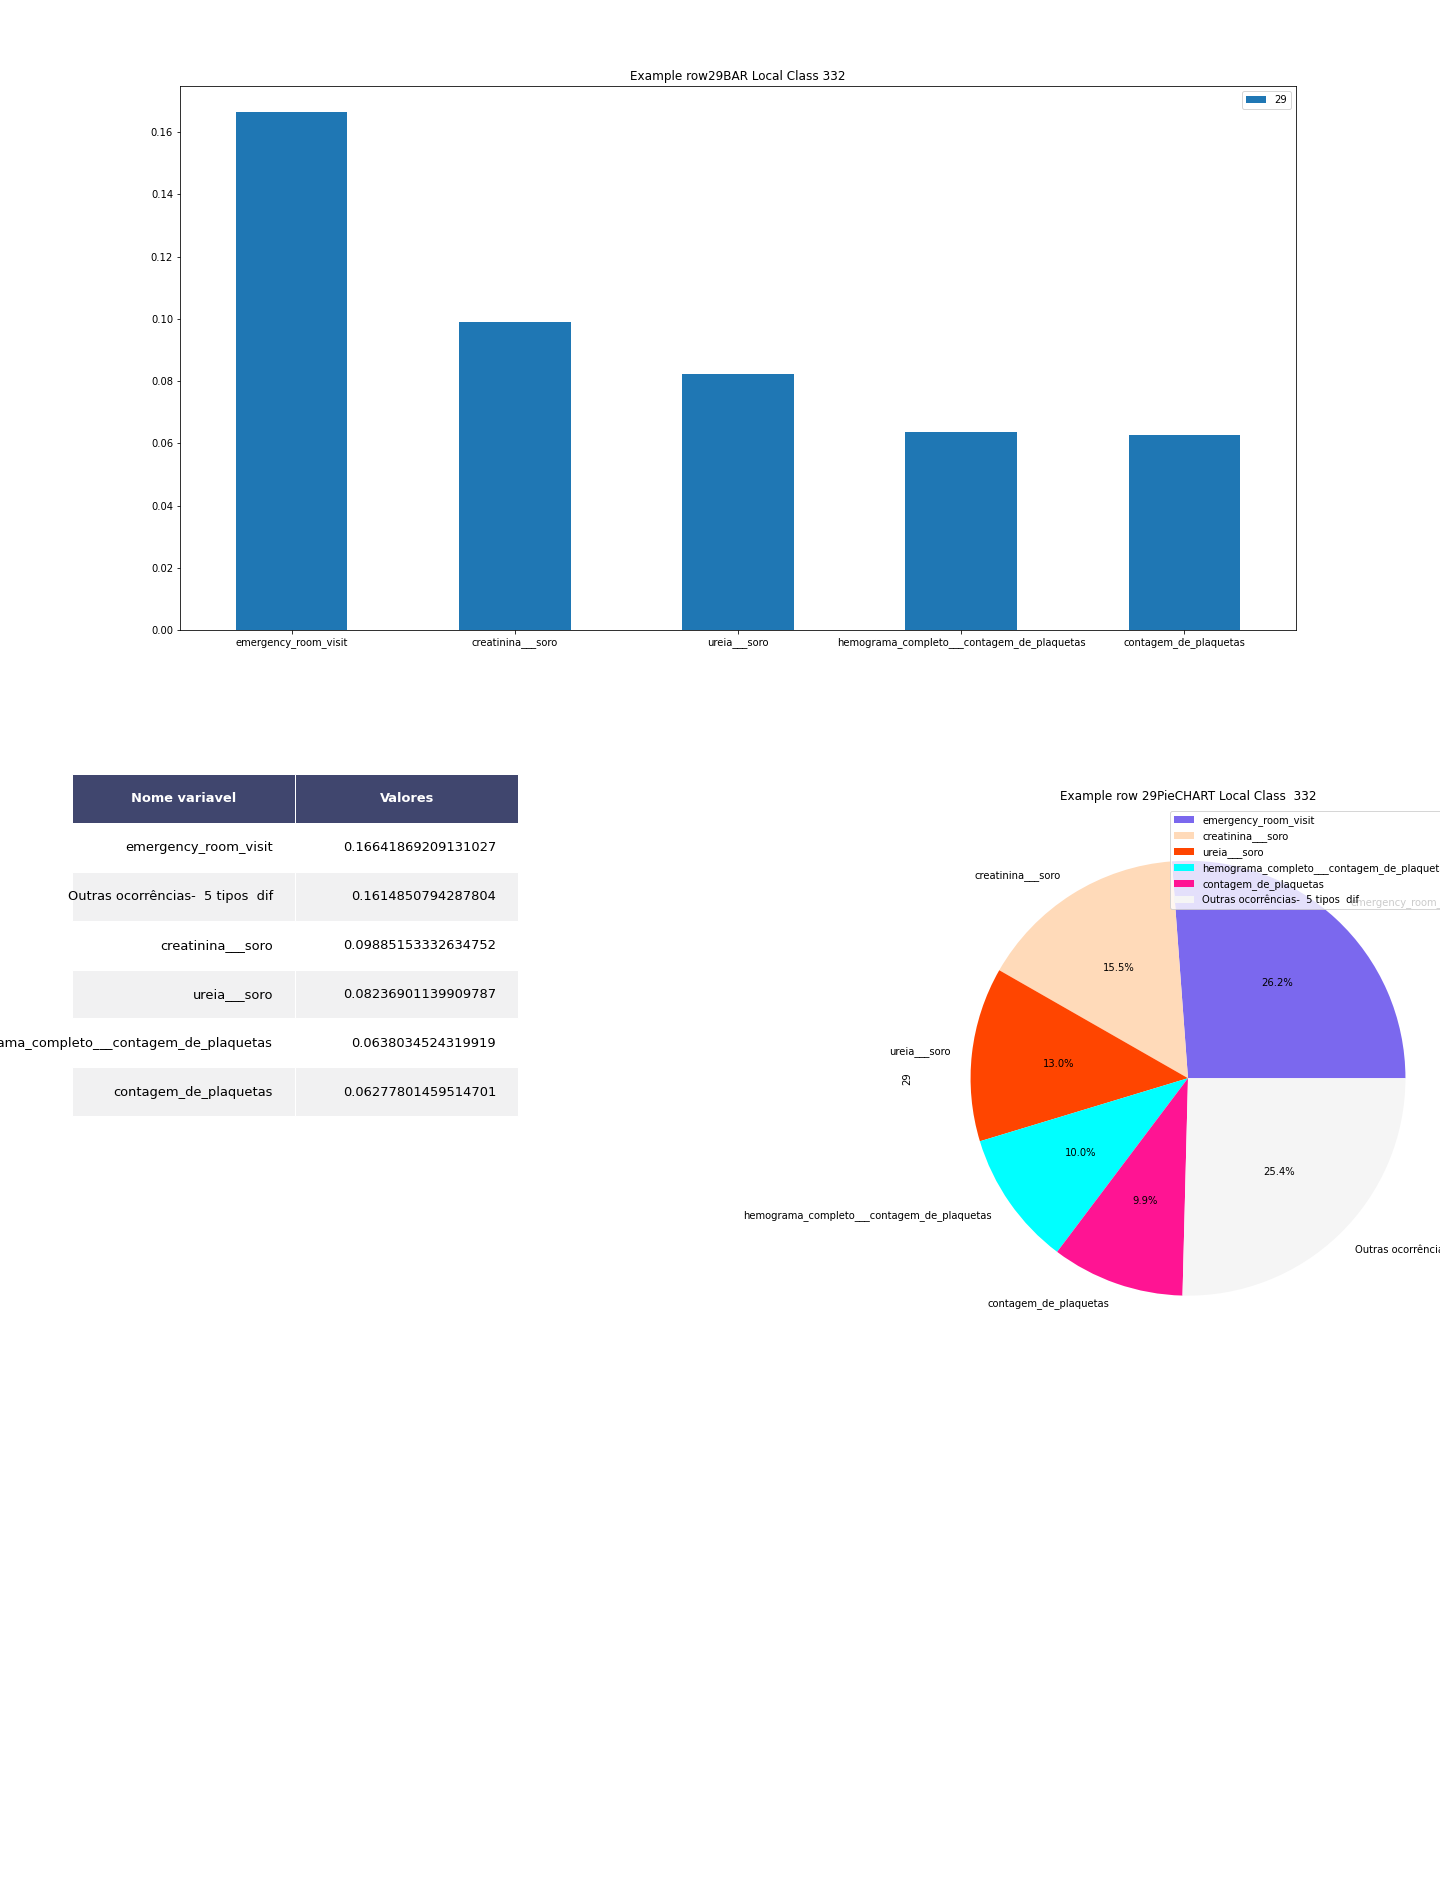 Example row29BAR Local Class 332
29
0.16
0.14
0.12
0.10
0.08
0.06
0.04
0.02
0.00
emergency_room_visit
creatinina___soro
ureia___soro
hemograma_completo___contagem_de_plaquetas
contagem_de_plaquetas
Nome variavel Valores
emergency_room_visit 0.16641869209131027
Outras ocorrências- 5 tipos dif 0.1614850794287804
creatinina___soro 0.09885153332634752
ureia___soro 0.08236901139909787
ama_completo___contagem_de_plaquetas 0.0638034524319919
contagem_de_plaquetas 0.06277801459514701
Example row 29PieCHART Local Class 332
emergency_room_visit
creatinina___soro
ureia___soro
hemograma_completo___contagem_de_plaquet
contagem_de_plaquetas
Outras ocorrências- 5 tipos dif
emergency_room_
creatinina___soro
15.5%
26.2%
ureia___soro
13.0%
29
10.0%
25.4%
9.9%
hemograma_completo___contagem_de_plaquetas
Outras ocorrência
contagem_de_plaquetas